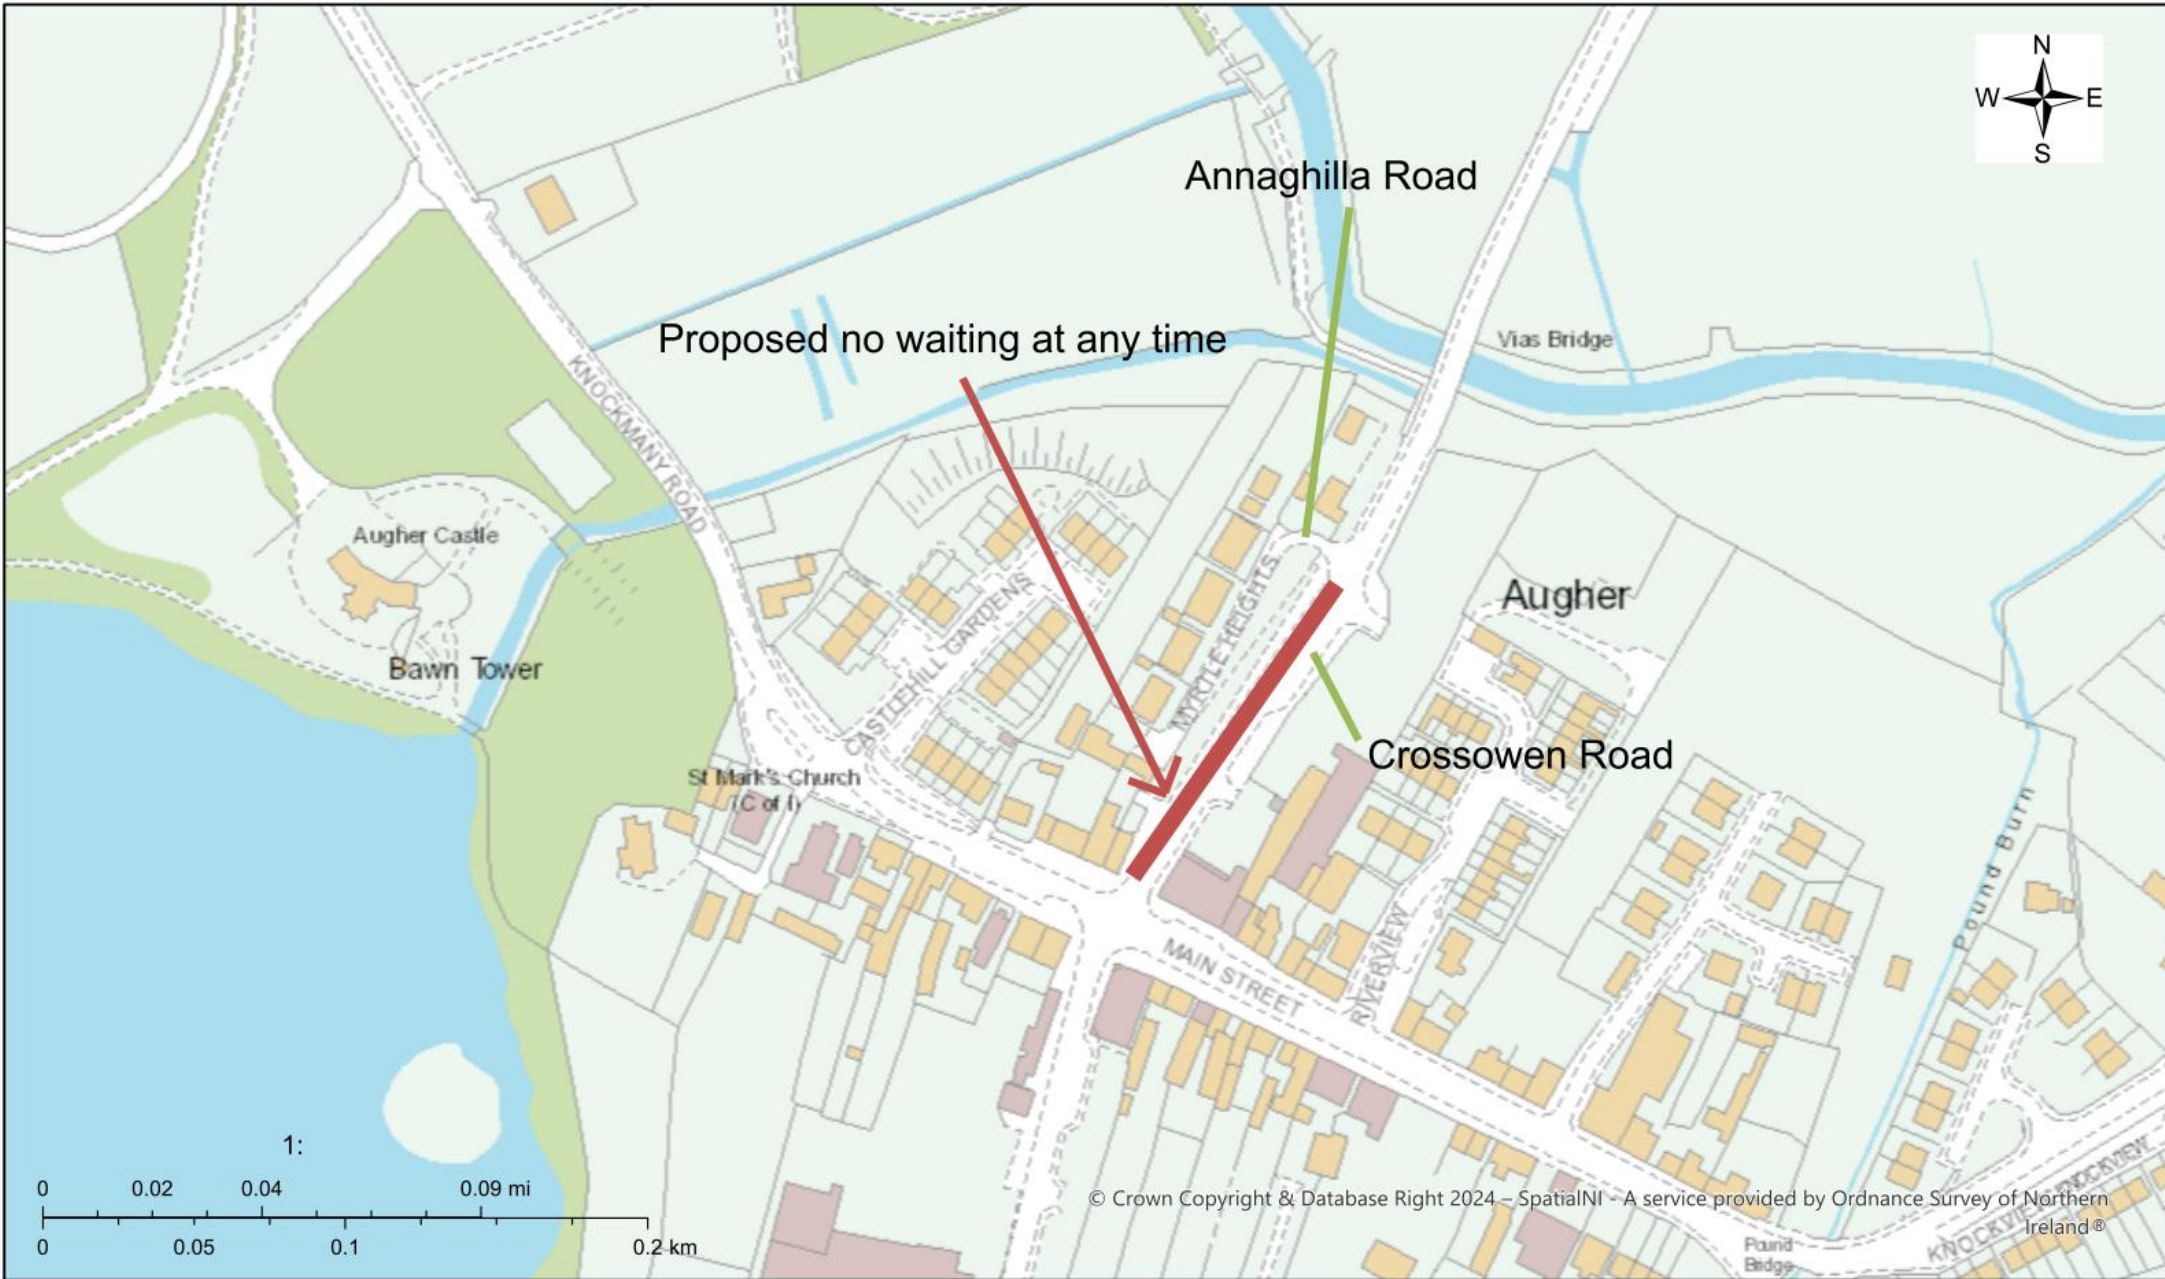 N
W E
S
Annaghilla Road
Proposed no waiting at any time
Vias Bridge
KNOCKMANY ROAD
Augher Castle
Augher
MYRTLE HEIGHTS
CASTLEHILL GARDENS
Bawn Tower
Crossowen Road
St Mark's Church
(C of I)
Pound Burn
MAIN STREET
RIVERVIEW
1:
0 0.02 0.04 0.09 mi
0 0.05 0.1 0.2 km
© Crown Copyright & Database Right 2024 – SpatialNI - A service provided by Ordnance Survey of Northern
Ireland®
KNOCKVIEW
KNOCKVIEW
Pound
Bridge